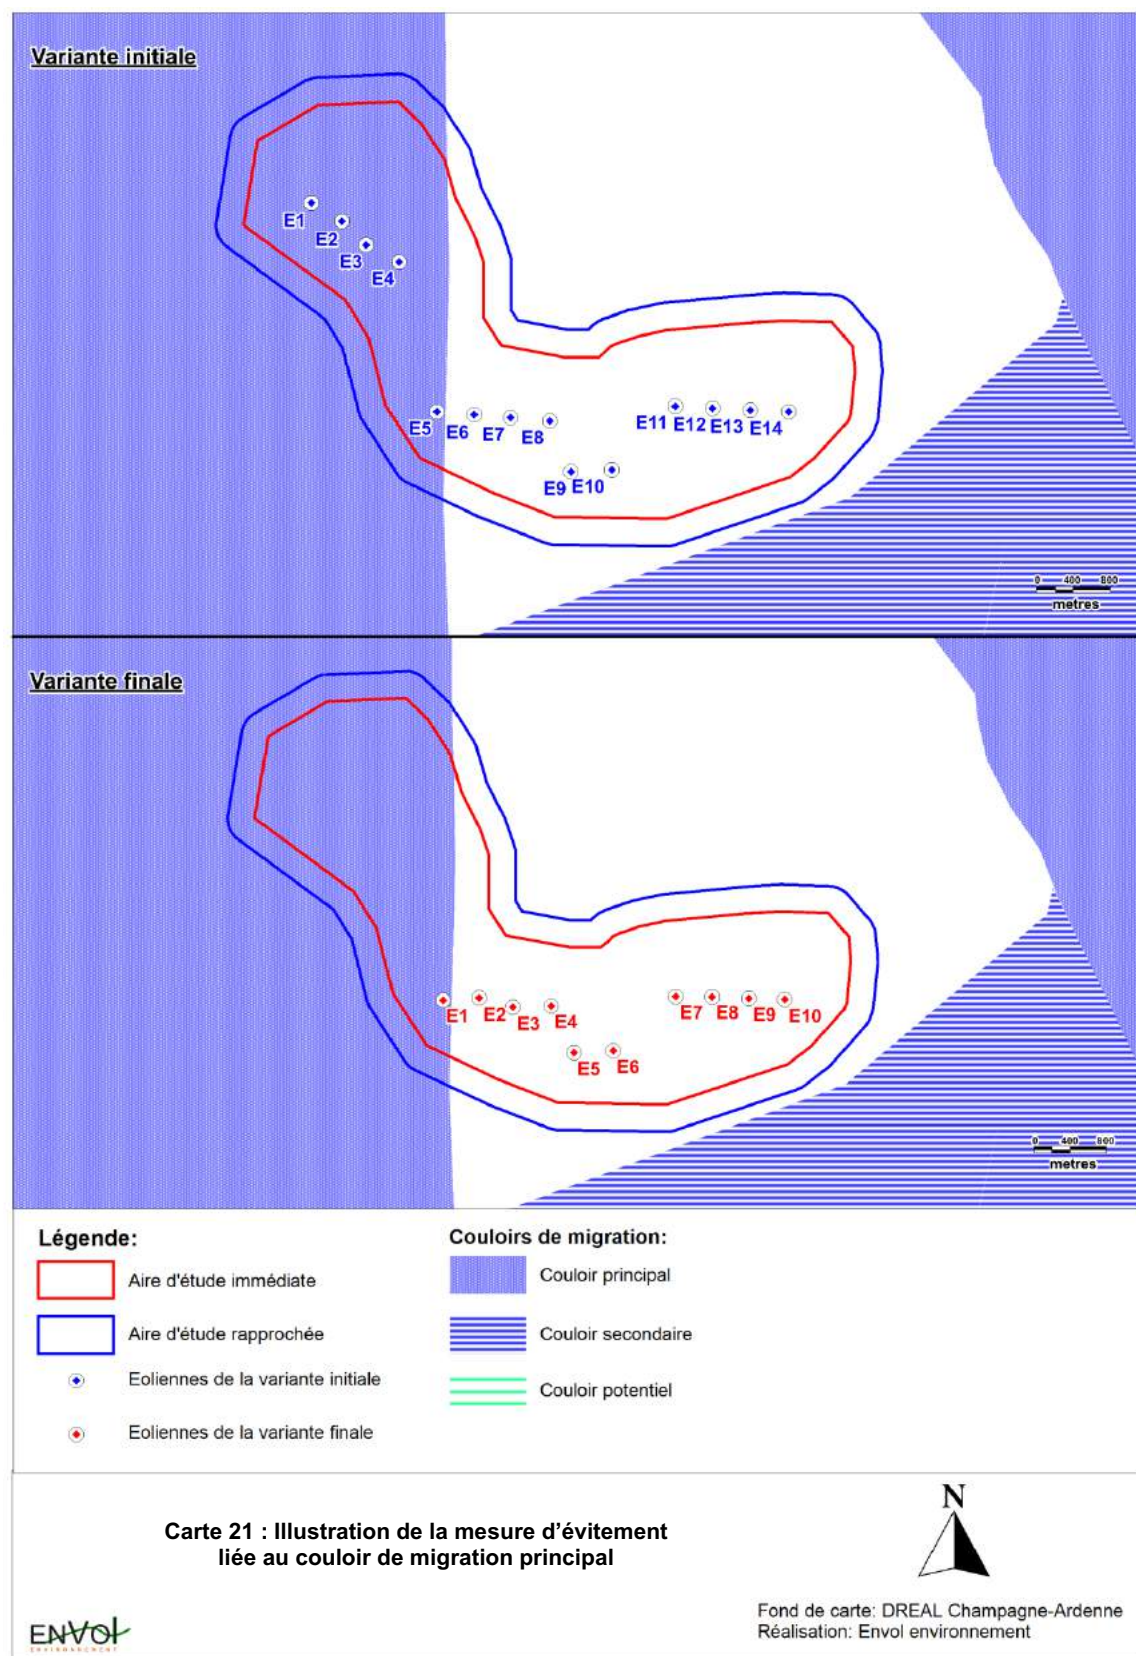 Variante initiale
E1
E2
E3
E4
E5
E6
E7
E8
E9
E10
E11
E12
E13
E14
0 400 800
metres
Variante finale
E1
E2
E3
E4
E5
E6
E7
E8
E9
E10
0 400 800
metres
Légende:
Aire d'étude immédiate
Aire d'étude rapprochée
Eoliennes de la variante initiale
Eoliennes de la variante finale
Couloirs de migration:
Couloir principal
Couloir secondaire
Couloir potentiel
Carte 21 : Illustration de la mesure d’évitement
liée au couloir de migration principal
N
ENVOl
ENVIRONNEMENT
Fond de carte: DREAL Champagne-Ardenne
Réalisation: Envol environnement